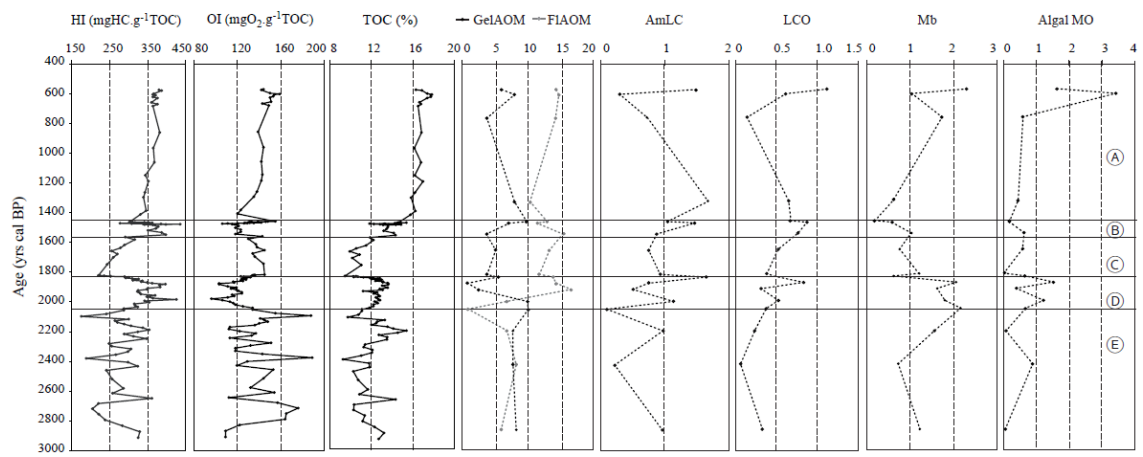 HI (mgHC.g⁻¹TOC) OI (mgO₂.g⁻¹TOC) TOC (%) GelAOM FlAOM AmLC LCO Mb Algal MO
150 250 350 450 80 120 160 200 8 12 16 20 0 5 10 15 20 0 1 2 0 0.5 1.0 1.5 0 1 2 3 0 1 2 3 4
400
600
800
1000
1200
1400
1600
1800
2000
2200
2400
2600
2800
3000
Age (yrs cal BP)
A
B
C
D
E